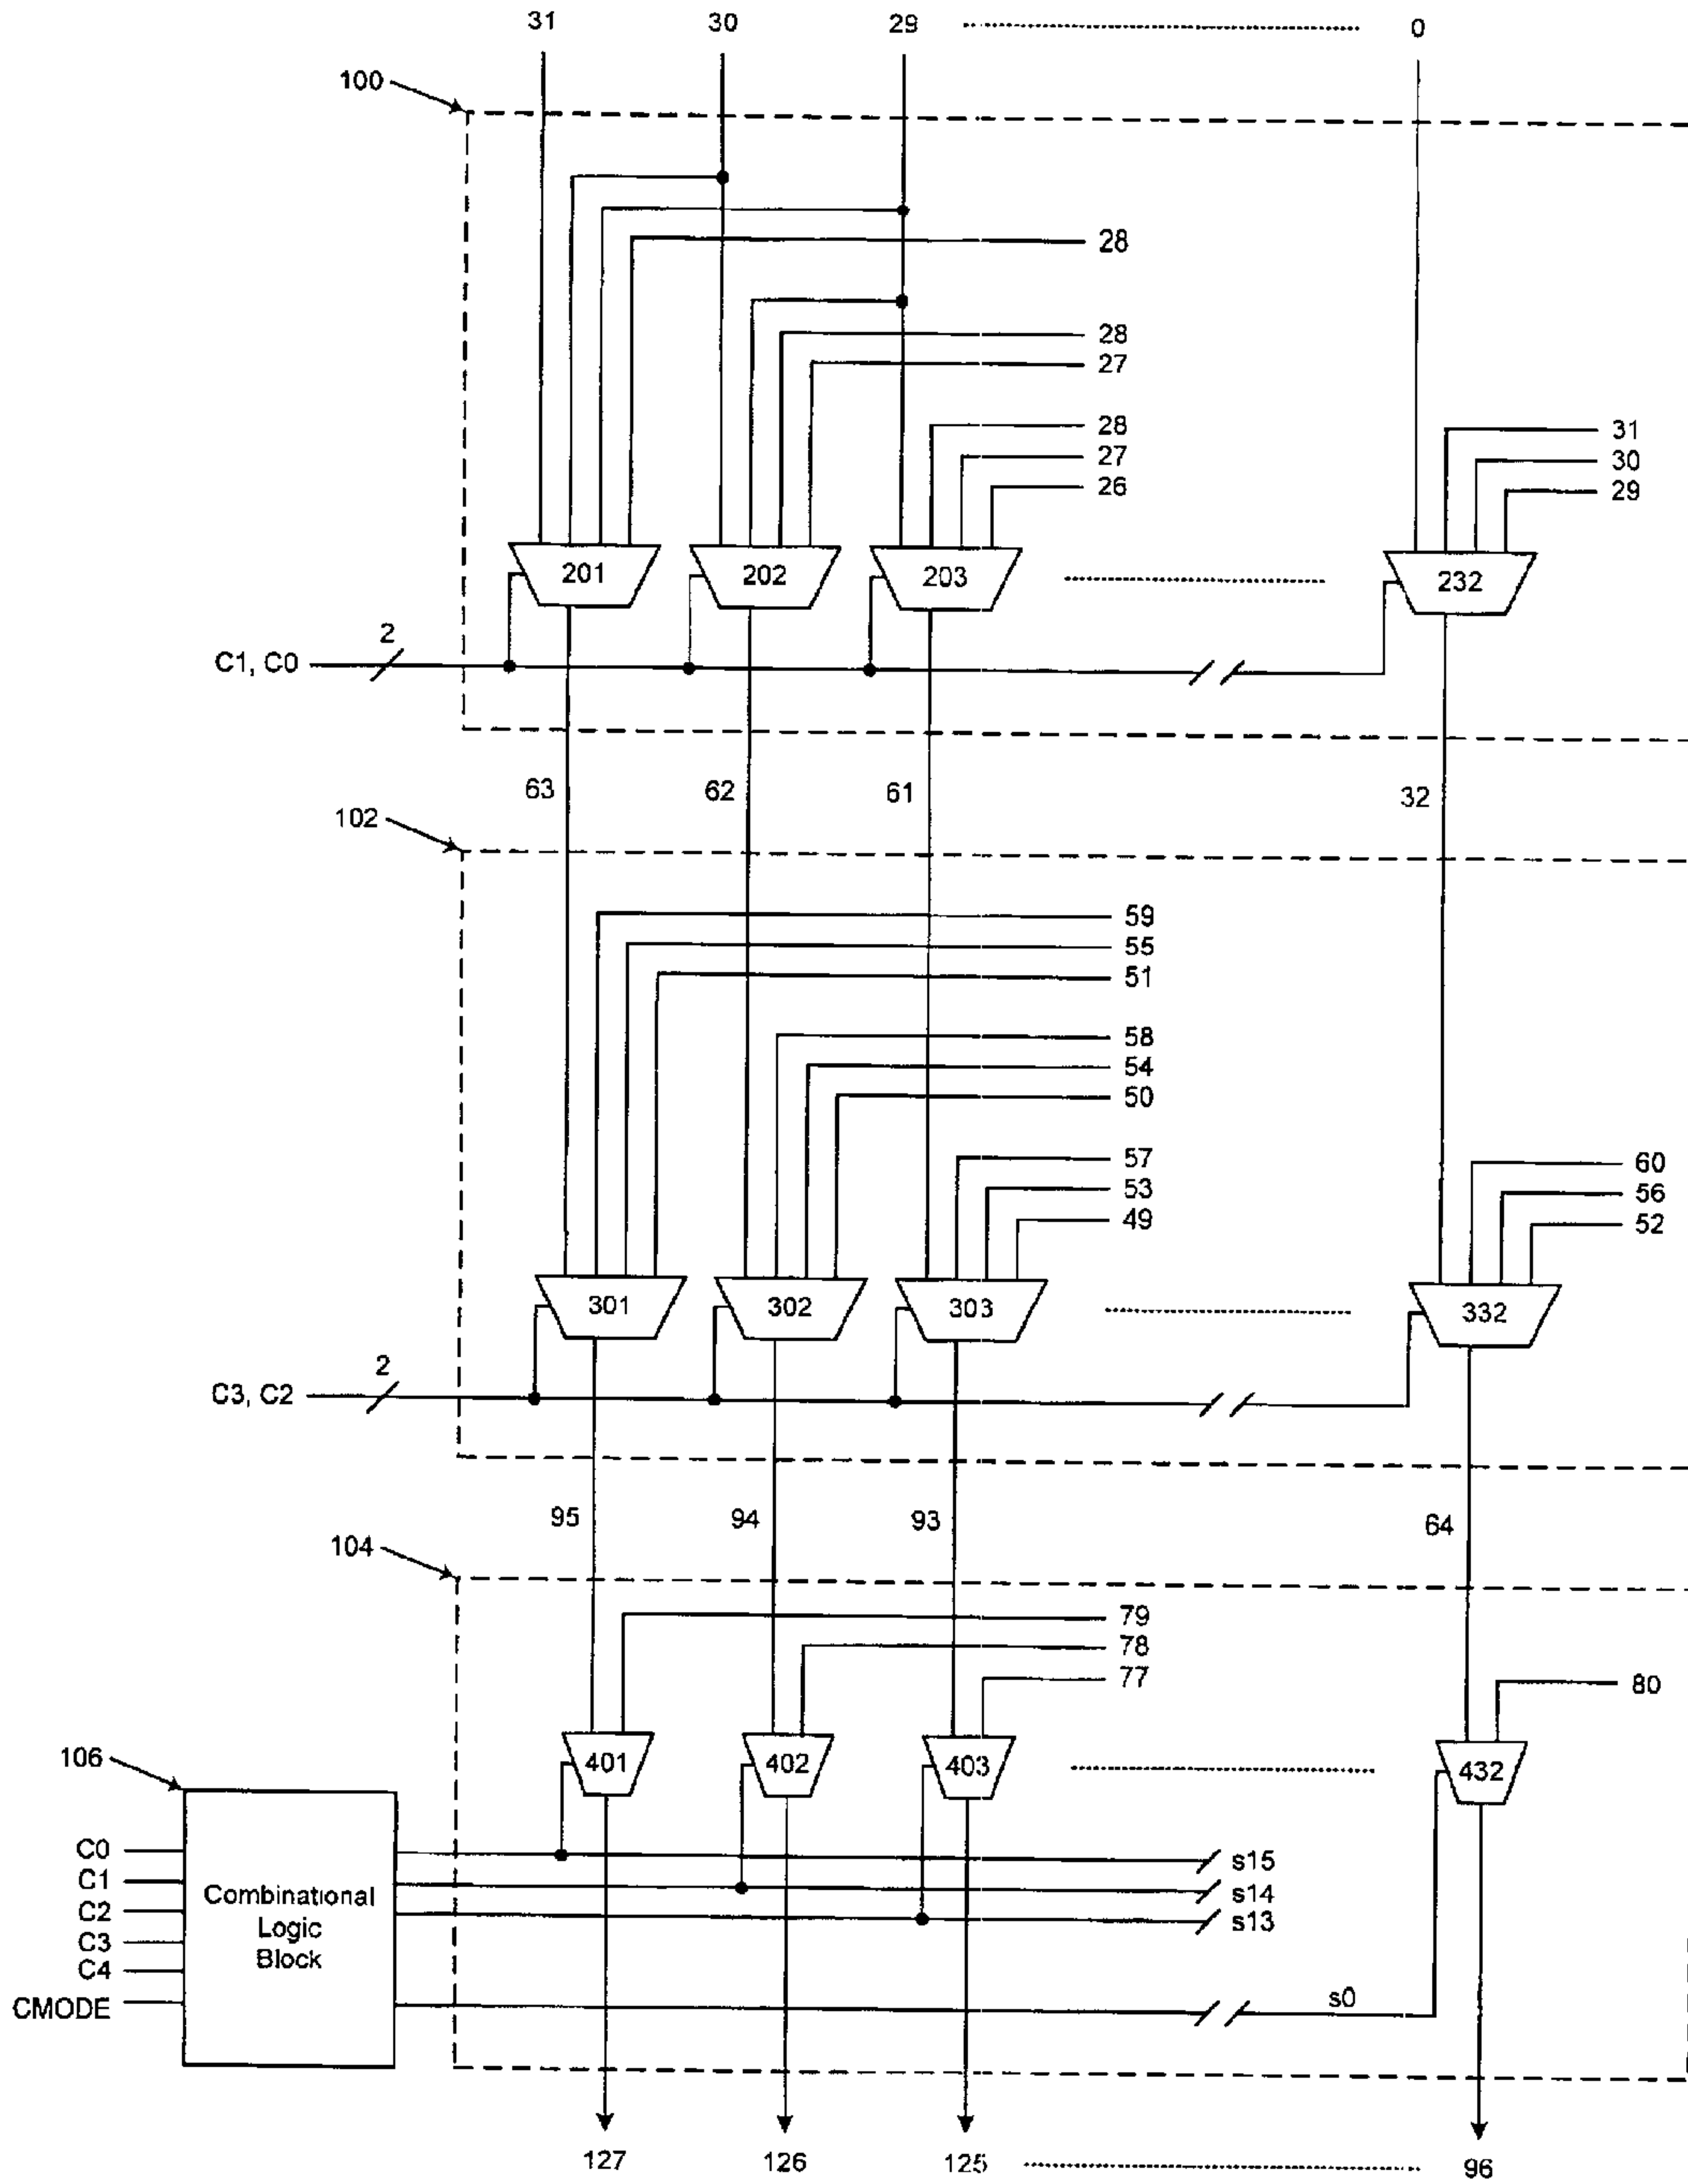 31 30 29 0
100
28
28
27
28
27
26
31
30
29
201 202 203 232
2
C1, C0
63 62 61 32
102
59
55
51
58
54
50
57
53
49
60
56
52
301 302 303 332
2
C3, C2
95 94 93 64
104
79
78
77
80
401 402 403 432
106
C0
C1
C2
C3
C4
CMODE
Combinational
Logic
Block
s15
s14
s13
s0
127 126 125 96